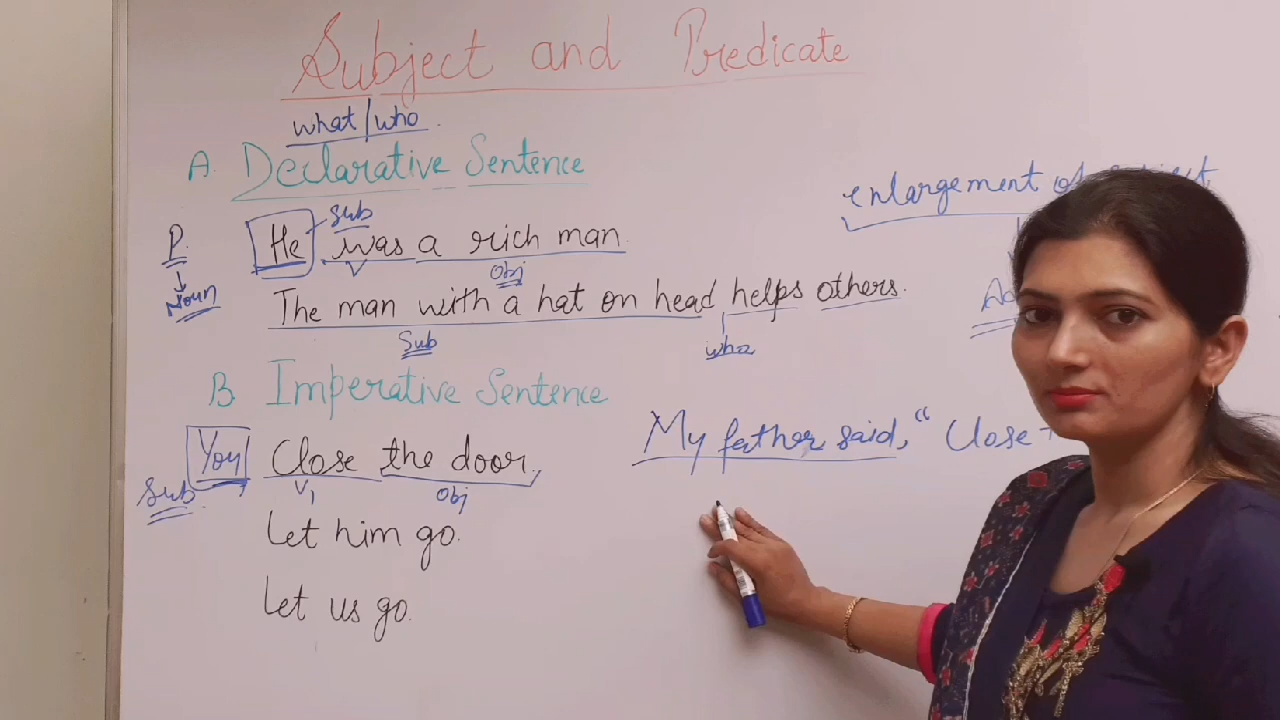 Subject and Predicate
what/who
A. Declarative Sentence
enlargement of
Sub
P. He was a rich man.
V Obj
Noun
The man with a hat on head helps others.
Sub
who
B. Imperative Sentence
You Close the door,
Sub V1 Obj
My father said, " Close
Let him go.
Let us go.